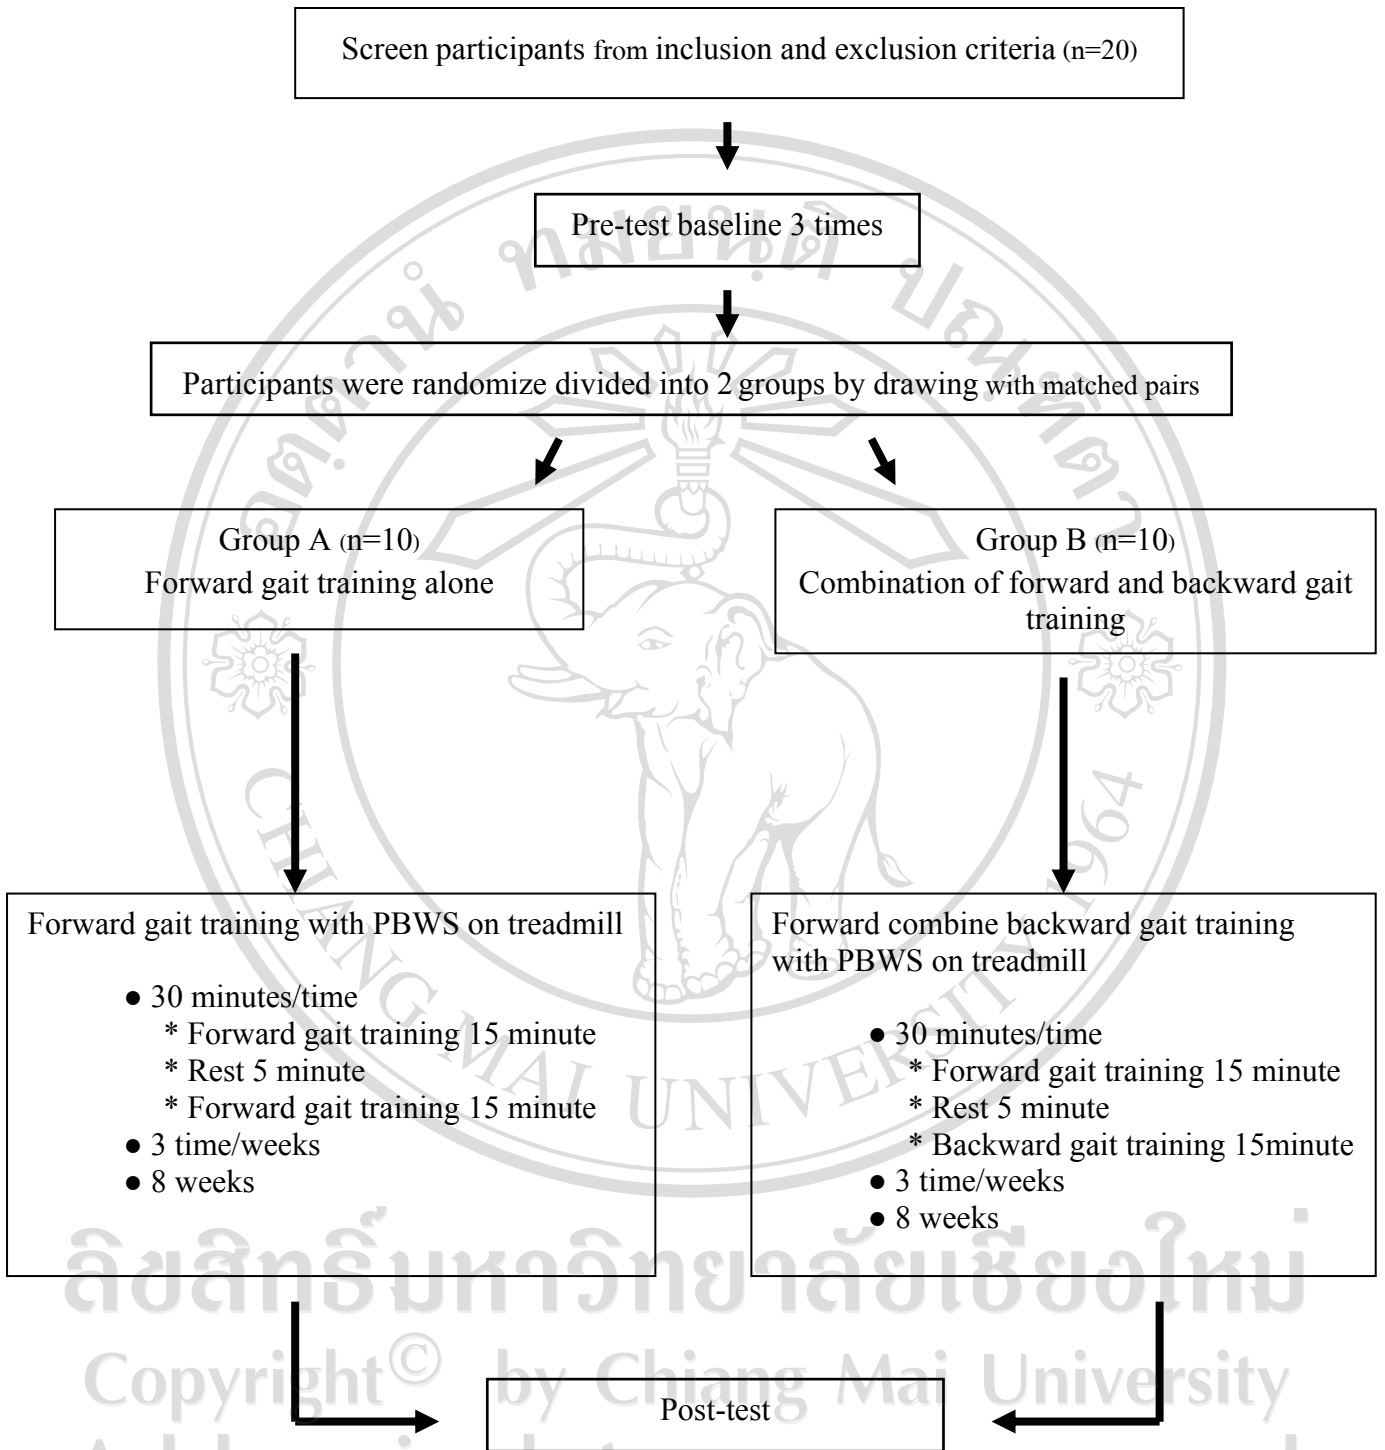 Screen participants from inclusion and exclusion criteria (n=20)
Pre-test baseline 3 times
Participants were randomize divided into 2 groups by drawing with matched pairs
Group A (n=10)
Forward gait training alone
Group B (n=10)
Combination of forward and backward gait
training
Forward gait training with PBWS on treadmill
● 30 minutes/time
* Forward gait training 15 minute
* Rest 5 minute
* Forward gait training 15 minute
● 3 time/weeks
● 8 weeks
Forward combine backward gait training
with PBWS on treadmill
● 30 minutes/time
* Forward gait training 15 minute
* Rest 5 minute
* Backward gait training 15minute
● 3 time/weeks
● 8 weeks
Post-test
CHIANG MAI UNIVERSITY 1964
ลิขสิทธิ์มหาวิทยาลัยเชียงใหม่
Copyright© by Chiang Mai University